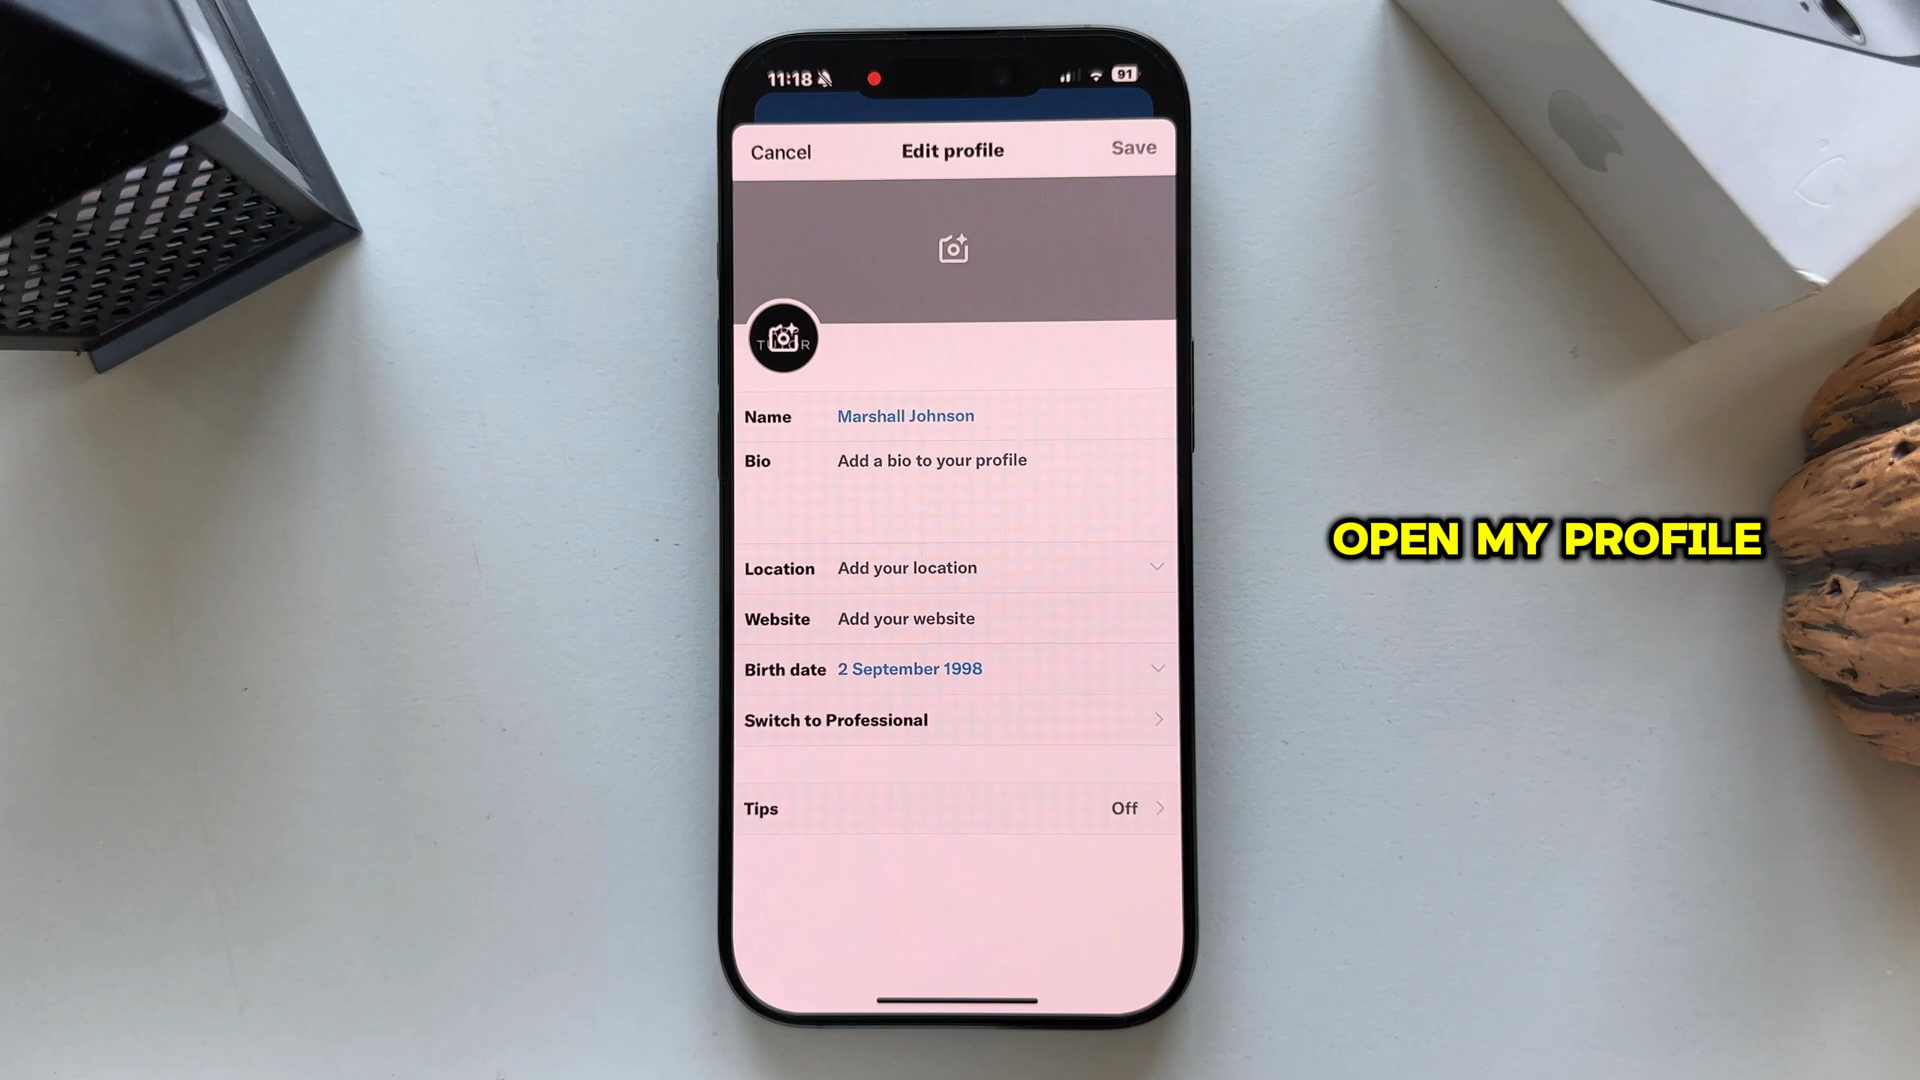 11:18
91
Cancel
Edit profile
Save
Name
Marshall Johnson
Bio
Add a bio to your profile
OPEN MY PROFILE
Location
Add your location
Website
Add your website
Birth date
2 September 1998
Switch to Professional
Tips
Off